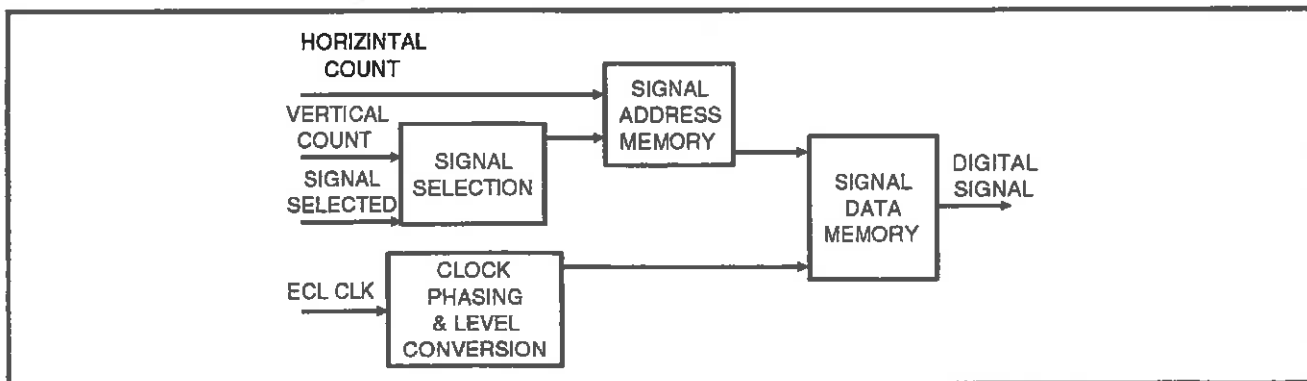 HORIZINTAL
COUNT
VERTICAL
COUNT
SIGNAL
SELECTED
SIGNAL
SELECTION
SIGNAL
ADDRESS
MEMORY
SIGNAL
DATA
MEMORY
DIGITAL
SIGNAL
ECL CLK
CLOCK
PHASING
& LEVEL
CONVERSION